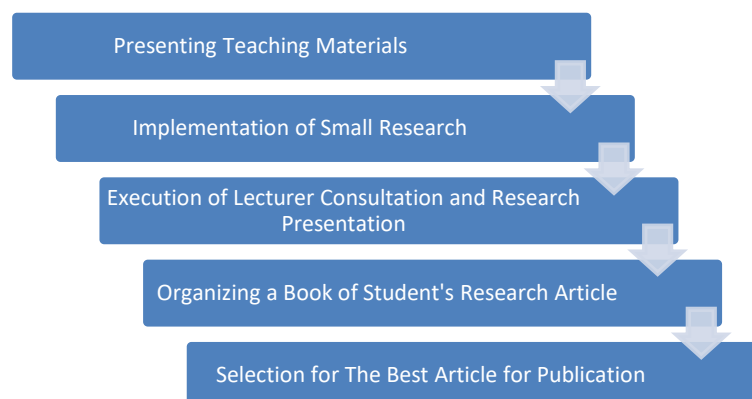 Presenting Teaching Materials
Implementation of Small Research
Execution of Lecturer Consultation and Research
Presentation
Organizing a Book of Student's Research Article
Selection for The Best Article for Publication